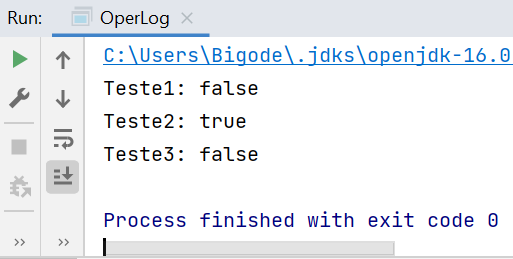 Run: OperLog ×
C:\Users\Bigode\.jdks\openjdk-16.0
Teste1: false
Teste2: true
Teste3: false
Process finished with exit code 0